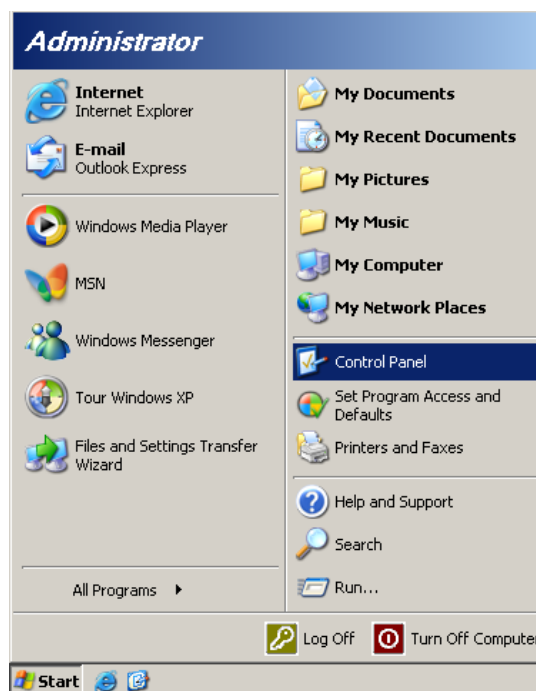 Administrator
Internet
Internet Explorer
E-mail
Outlook Express
Windows Media Player
MSN
Windows Messenger
Tour Windows XP
Files and Settings Transfer
Wizard
All Programs
My Documents
My Recent Documents
My Pictures
My Music
My Computer
My Network Places
Control Panel
Set Program Access and
Defaults
Printers and Faxes
Help and Support
Search
Run...
Log Off
Turn Off Computer
Start